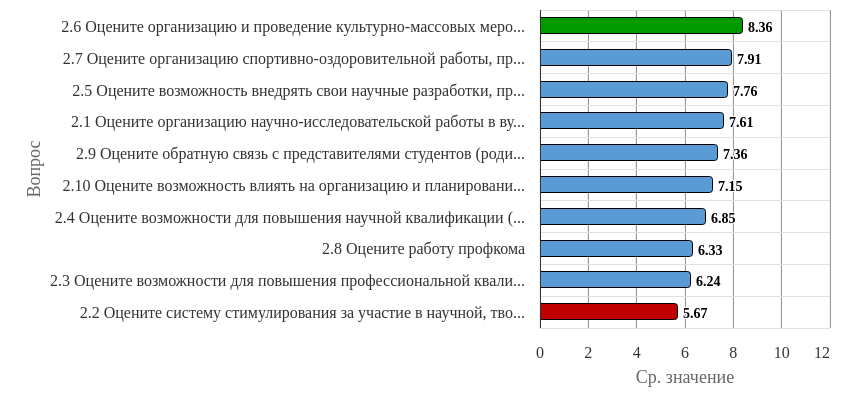 2.6 Оцените организацию и проведение культурно-массовых меро... 8.36
2.7 Оцените организацию спортивно-оздоровительной работы, пр... 7.91
2.5 Оцените возможность внедрять свои научные разработки, пр... 7.76
2.1 Оцените организацию научно-исследовательской работы в ву... 7.61
2.9 Оцените обратную связь с представителями студентов (роди... 7.36
2.10 Оцените возможность влиять на организацию и планировани... 7.15
2.4 Оцените возможности для повышения научной квалификации (... 6.85
2.8 Оцените работу профкома 6.33
2.3 Оцените возможности для повышения профессиональной квали... 6.24
2.2 Оцените систему стимулирования за участие в научной, тво... 5.67
Вопрос
0 2 4 6 8 10 12
Ср. значение